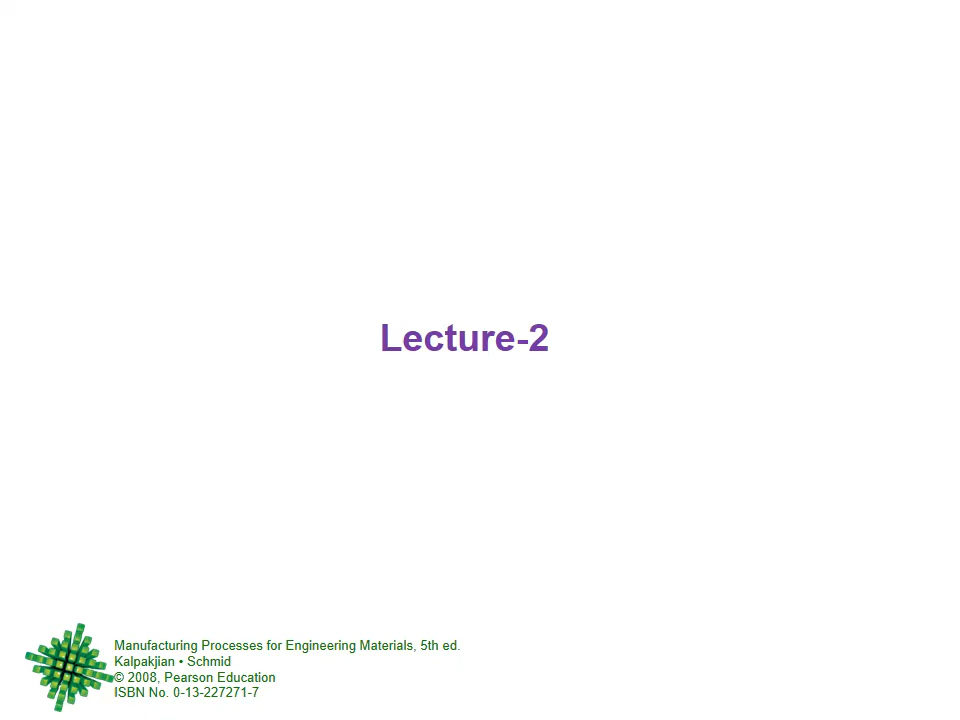 Lecture-2
Manufacturing Processes for Engineering Materials, 5th ed.
Kalpakjian • Schmid
© 2008, Pearson Education
ISBN No. 0-13-227271-7